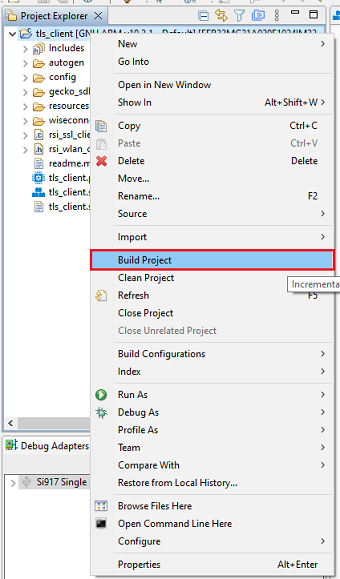 Project Explorer
tls_client [GNU ARM v10.2.1 - Default] [EFR32MG21A020F1024IM32
Includes
autogen
config
gecko_sd
resources
wiseconn
rsi_ssl_cl
rsi_wlan_c
readme.m
tls_client.p
tls_client.s
tls_client.s
New
Go Into
Open in New Window
Show In Alt+Shift+W
Copy Ctrl+C
Paste Ctrl+V
Delete Delete
Move...
Rename... F2
Source
Import
Build Project
Clean Project
Incrementa
Refresh F5
Close Project
Close Unrelated Project
Build Configurations
Index
Run As
Debug As
Profile As
Team
Compare With
Restore from Local History...
Browse Files Here
Open Command Line Here
Configure
Properties Alt+Enter
Debug Adapters
Si917 Single